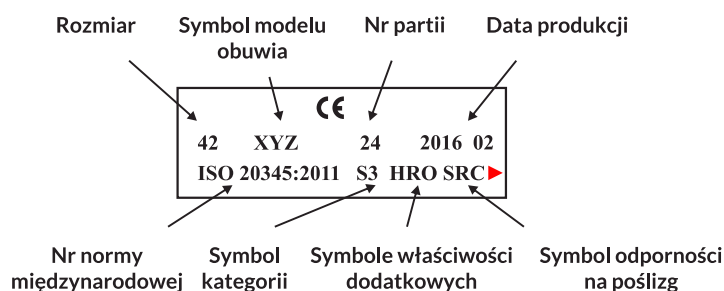 Rozmiar
Symbol modelu
obuwia
Nr partii
Data produkcji
CE
42 XYZ 24 2016 02
ISO 20345:2011 S3 HRO SRC
Nr normy
międzynarodowej
Symbol
kategorii
Symbole właściwości
dodatkowych
Symbol odporności
na poślizg